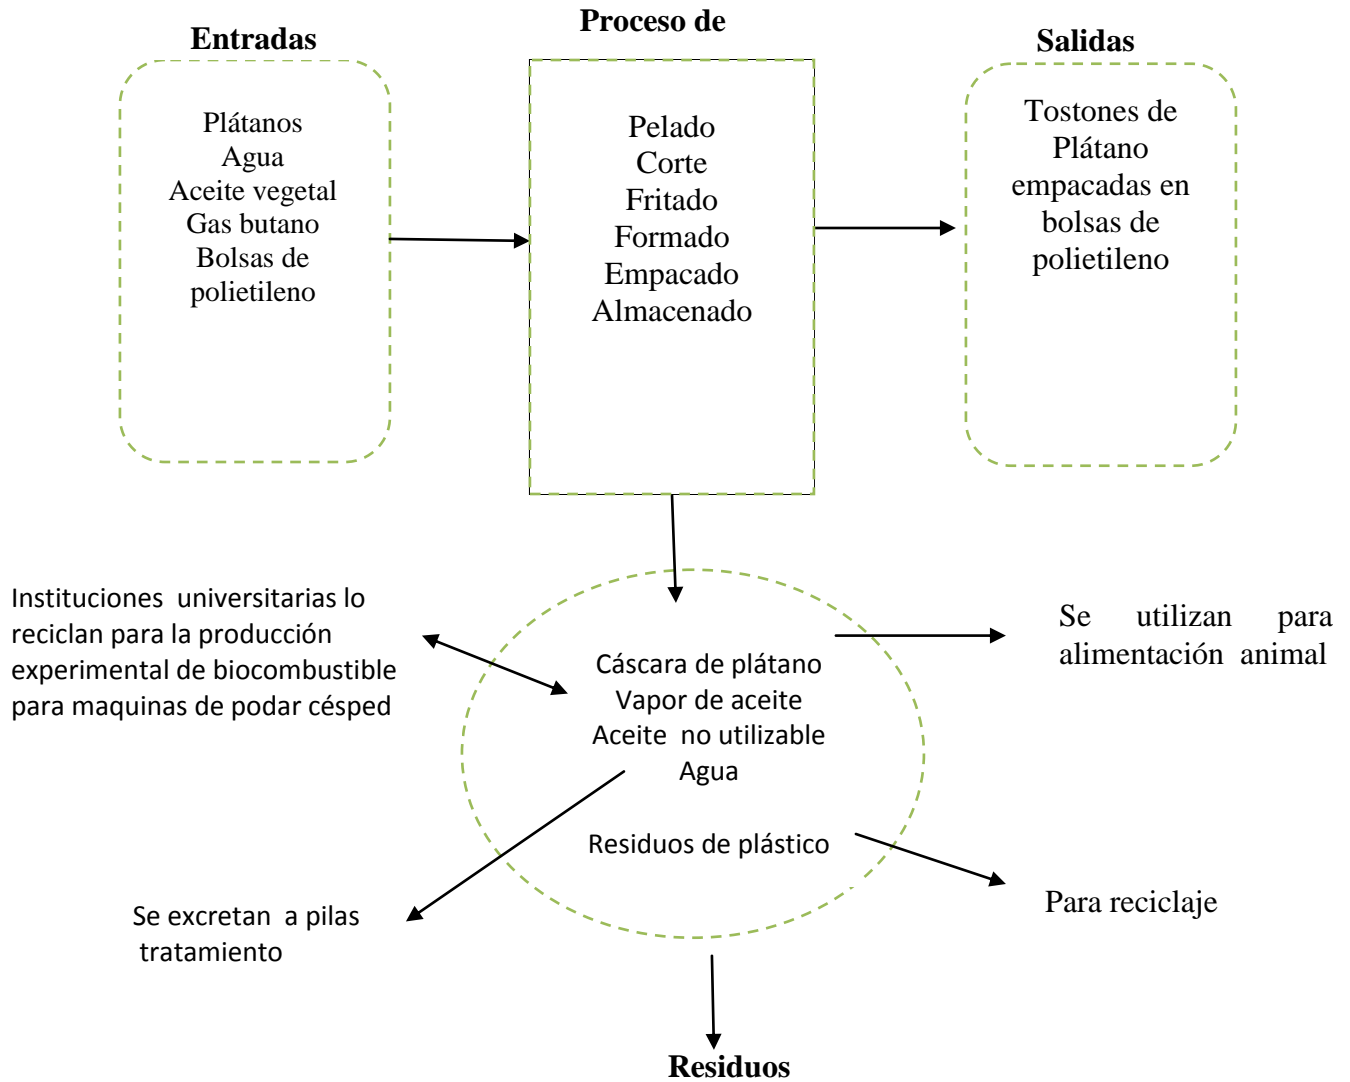 Entradas
Plátanos
Agua
Aceite vegetal
Gas butano
Bolsas de
polietileno
Proceso de
Pelado
Corte
Fritado
Formado
Empacado
Almacenado
Salidas
Tostones de
Plátano
empacadas en
bolsas de
polietileno
Instituciones universitarias lo
reciclan para la producción
experimental de biocombustible
para maquinas de podar césped
Cáscara de plátano
Vapor de aceite
Aceite no utilizable
Agua
Residuos de plástico
Se utilizan para
alimentación animal
Se excretan a pilas
tratamiento
Para reciclaje
Residuos